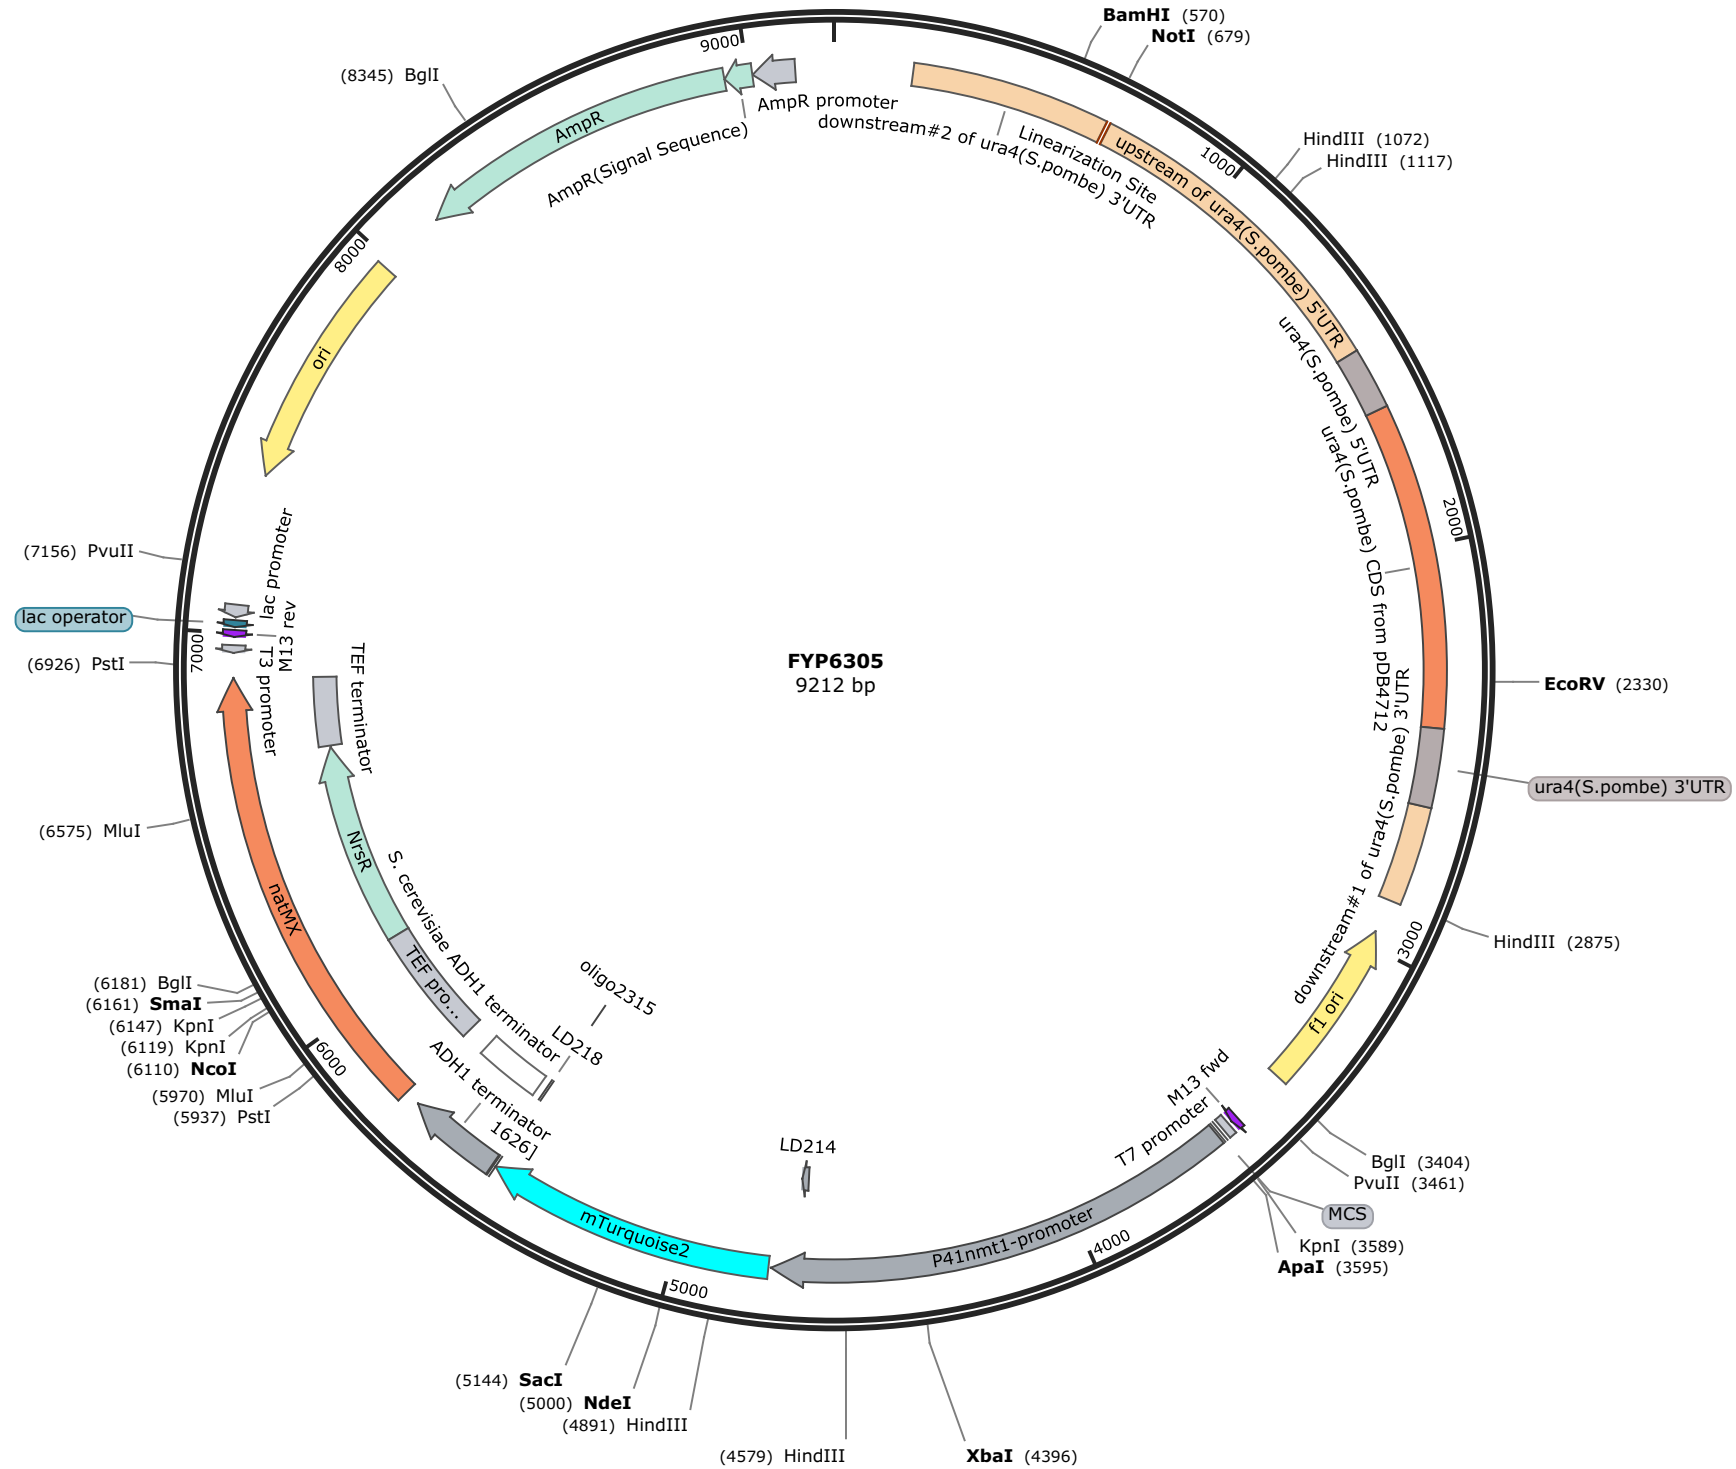 BamHI (570)
NotI (679)
9000
(8345) BglI
AmpR promoter
AmpR
downstream#2 of ura4(S.pombe) 3'UTR
Linearization Site
AmpR(Signal Sequence)
upstream of ura4(S.pombe) 5'UTR
1000
HindIII (1072)
HindIII (1117)
8000
ori
ura4(S.pombe) 5'UTR
ura4(S.pombe) CDS from pDB4712
2000
(7156) PvuII
lac promoter
lac operator
M13 rev
7000
T3 promoter
(6926) PstI
TEF terminator
FYP6305
9212 bp
EcoRV (2330)
ura4(S.pombe) 3'UTR
downstream#1 of ura4(S.pombe) 3'UTR
(6575) MluI
NrsR
natMX
S. cerevisiae ADH1 terminator
TEF pro...
oligo2315
HindIII (2875)
3000
f1 ori
(6181) BglI
(6161) SmaI
(6147) KpnI
(6119) KpnI
(6110) NcoI
(5970) MluI
(5937) PstI
6000
LD218
ADH1 terminator
1626]
M13 fwd
T7 promoter
LD214
BglI (3404)
PvuII (3461)
MCS
KpnI (3589)
ApaI (3595)
mTurquoise2
P41nmt1-promoter
4000
5000
(5144) SacI
(5000) NdeI
(4891) HindIII
(4579) HindIII
XbaI (4396)